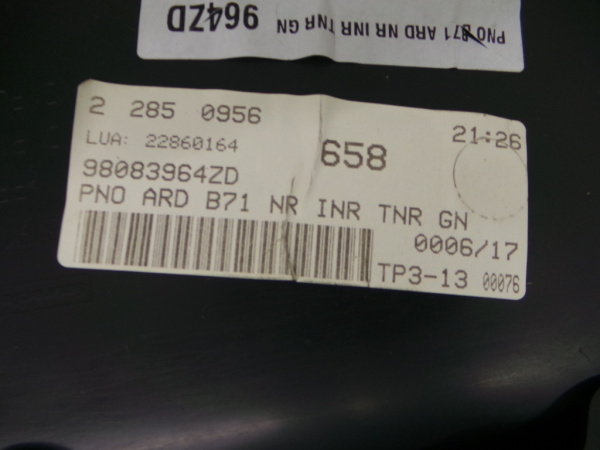 PNO B71 ARD NR INR TNR GN
964ZD
2 285 0956
21:26
LUA: 22860164
658
98083964ZD
PNO ARD B71 NR INR TNR GN
0006/17
TP3-13 00076